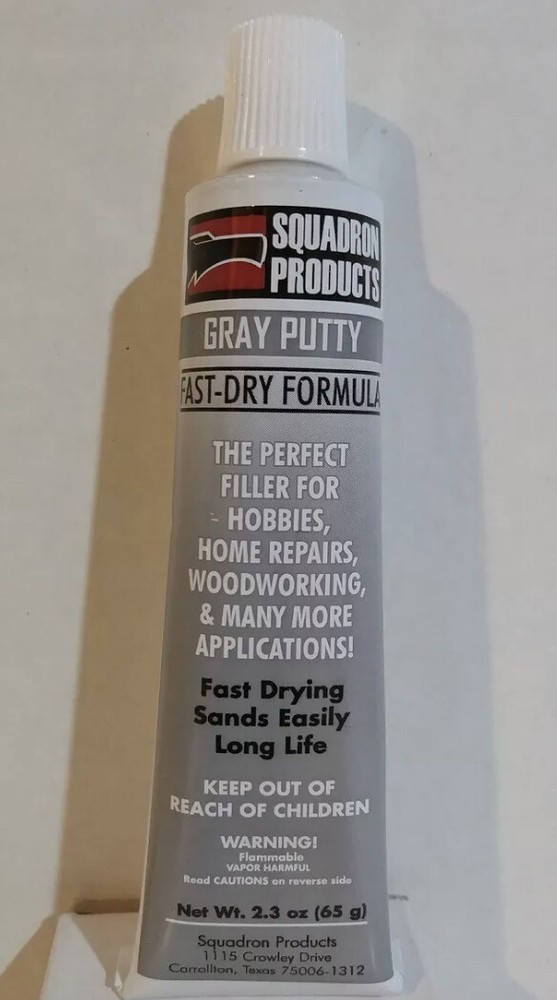 SQUADRON
PRODUCTS
GRAY PUTTY
FAST-DRY FORMULA
THE PERFECT
FILLER FOR
HOBBIES,
HOME REPAIRS,
WOODWORKING,
& MANY MORE
APPLICATIONS!
Fast Drying
Sands Easily
Long Life
KEEP OUT OF
REACH OF CHILDREN
WARNING!
Flammable
VAPOR HARMFUL
Read CAUTIONS on reverse side
Net Wt. 2.3 oz (65 g)
Squadron Products
1115 Crowley Drive
Carrollton, Texas 75006-1312